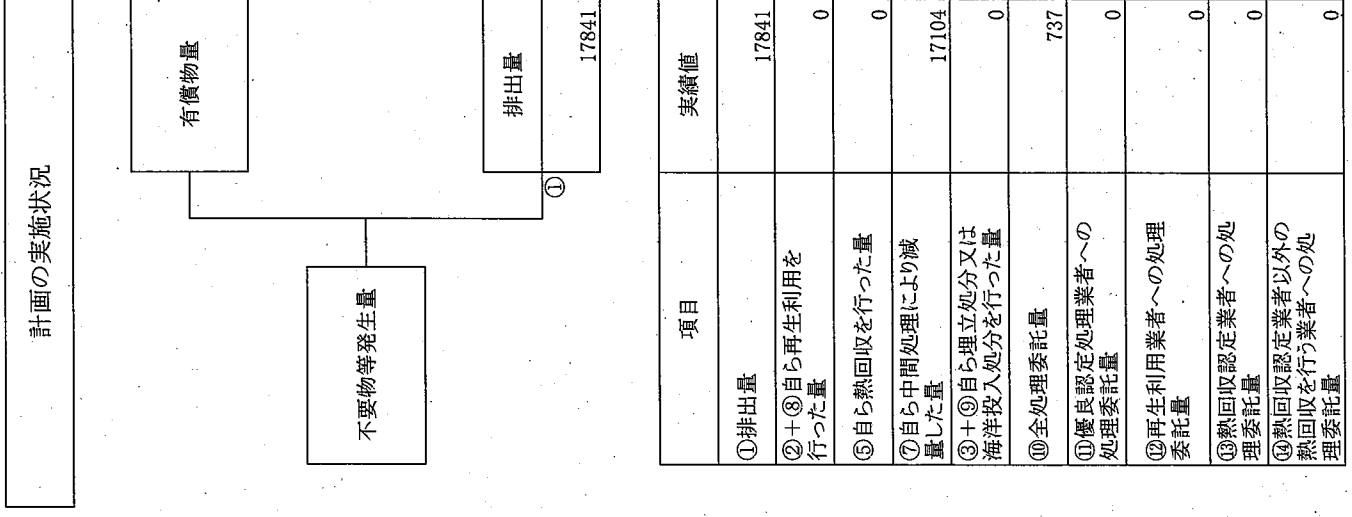 計画の実施状況
有償物量
不要物等発生量
排出量
①
17841
項目
実績値
①排出量
17841
②+⑧自ら再生利用を
行った量
0
⑤自ら熱回収を行った量
0
⑦自ら中間処理により減
量した量
17104
③+⑨自ら埋立処分又は
海洋投入処分を行った量
0
⑩全処理委託量
737
⑪優良認定処理業者への
処理委託量
0
⑫再生利用業者への処理
委託量
0
⑬熱回収認定業者への処
理委託量
0
⑭熱回収認定業者以外の
熱回収を行う業者への処
理委託量
0